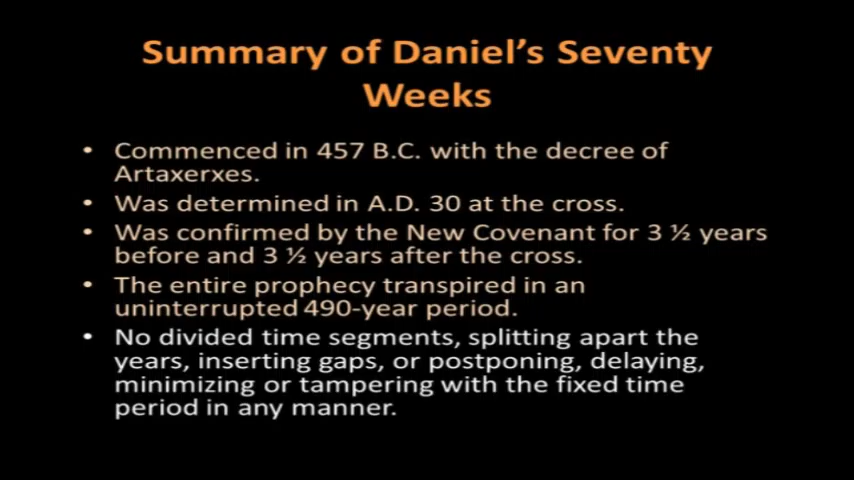 Summary of Daniel's Seventy
Weeks
• Commenced in 457 B.C. with the decree of
Artaxerxes.
• Was determined in A.D. 30 at the cross.
• Was confirmed by the New Covenant for 3 ½ years
before and 3 ½ years after the cross.
• The entire prophecy transpired in an
uninterrupted 490-year period.
• No divided time segments, splitting apart the
years, inserting gaps, or postponing, delaying,
minimizing or tampering with the fixed time
period in any manner.